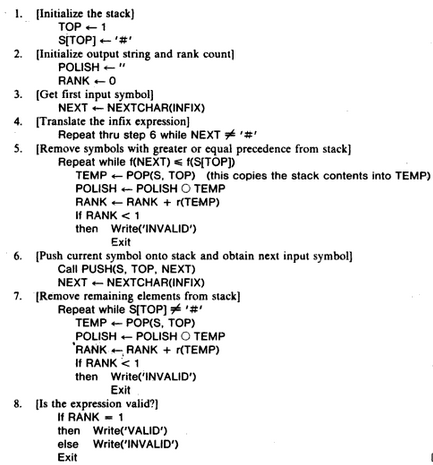 1. [Initialize the stack]
TOP ← 1
S[TOP] ← '#'
2. [Initialize output string and rank count]
POLISH ← ''
RANK ← 0
3. [Get first input symbol]
NEXT ← NEXTCHAR(INFIX)
4. [Translate the infix expression]
Repeat thru step 6 while NEXT ≠ '#'
5. [Remove symbols with greater or equal precedence from stack]
Repeat while f(NEXT) ⩽ f(S[TOP])
TEMP ← POP(S, TOP) (this copies the stack contents into TEMP)
POLISH ← POLISH ○ TEMP
RANK ← RANK + r(TEMP)
If RANK < 1
then Write('INVALID')
Exit
6. [Push current symbol onto stack and obtain next input symbol]
Call PUSH(S, TOP, NEXT)
NEXT ← NEXTCHAR(INFIX)
7. [Remove remaining elements from stack]
Repeat while S[TOP] ≠ '#'
TEMP ← POP(S, TOP)
POLISH ← POLISH ○ TEMP
RANK ← RANK + r(TEMP)
If RANK < 1
then Write('INVALID')
Exit
8. [Is the expression valid?]
If RANK = 1
then Write('VALID')
else Write('INVALID')
Exit